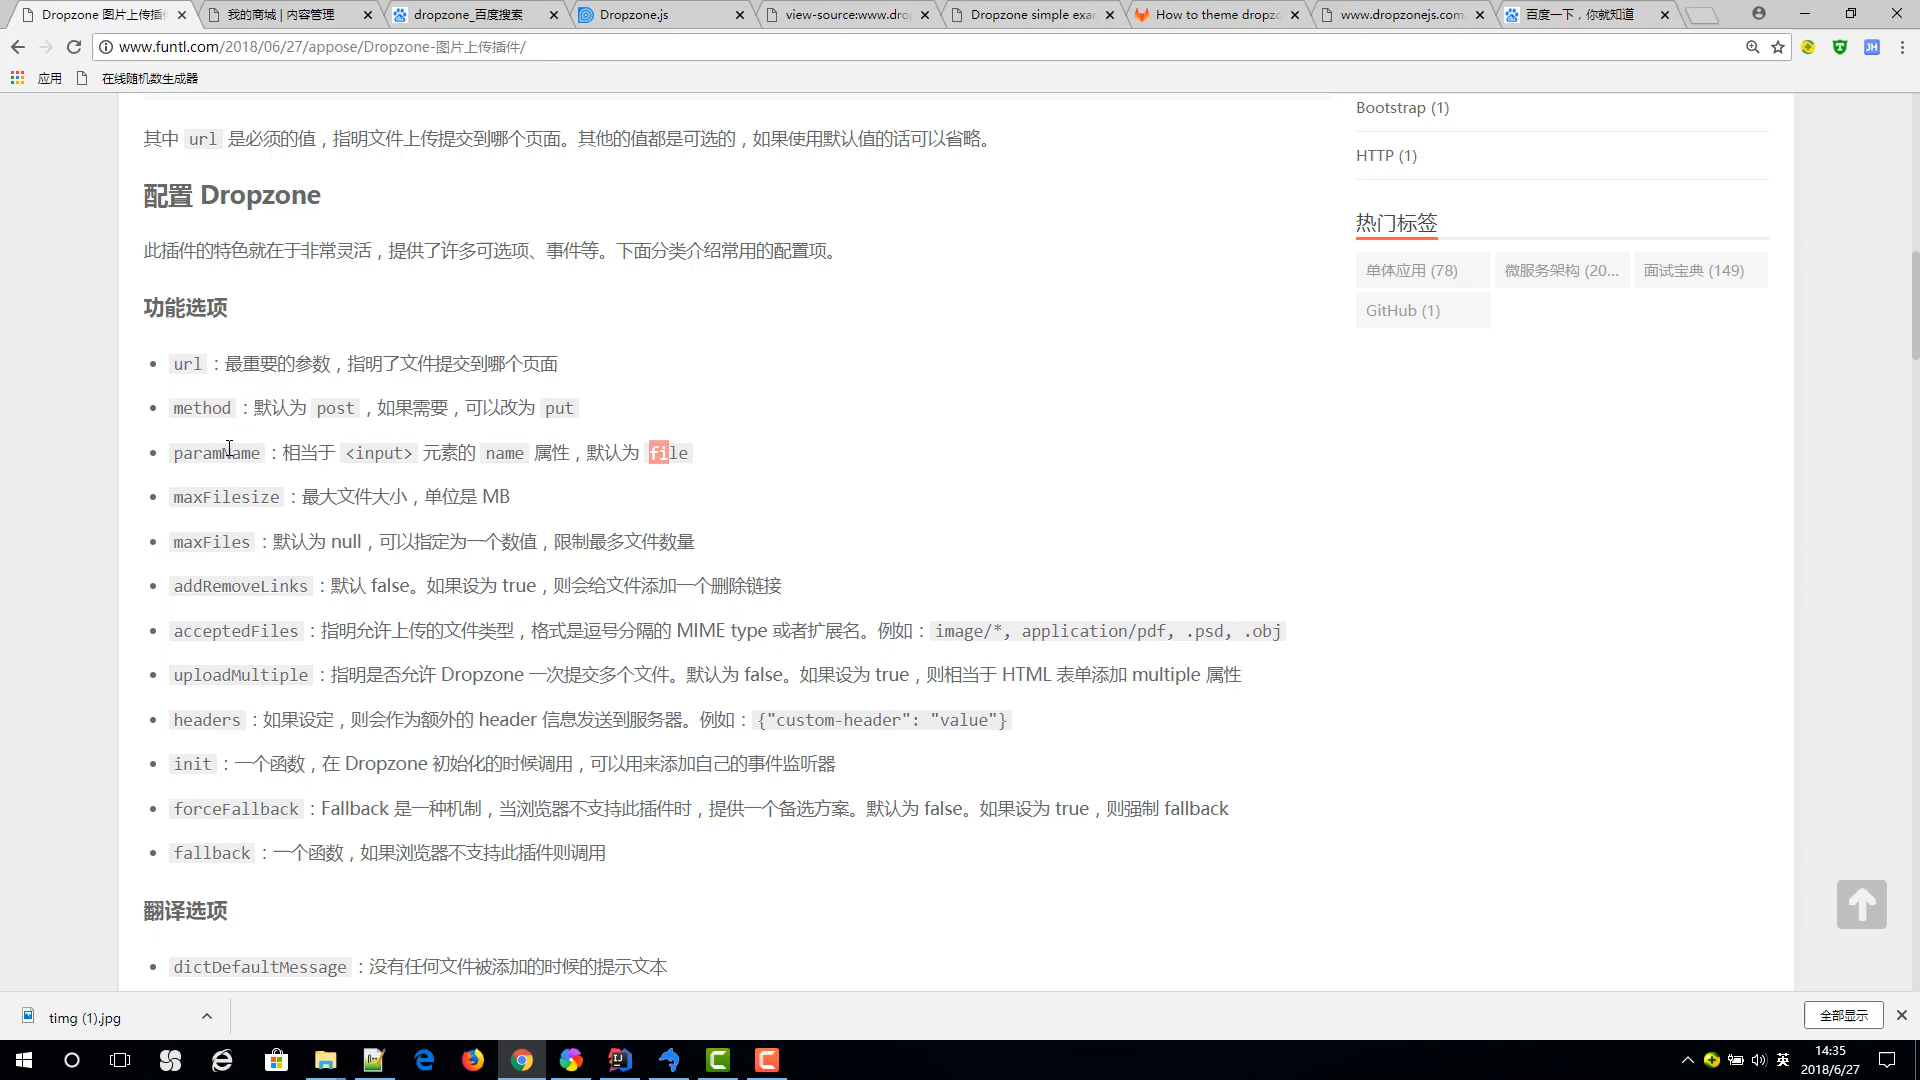 Dropzone 图片上传插件
我的商城 | 内容管理
dropzone_百度搜索
Dropzone.js
view-source:www.dro
Dropzone simple exa
How to theme dropz
www.dropzonejs.com
百度一下，你就知道
www.funtl.com/2018/06/27/appose/Dropzone-图片上传插件/
JH
应用
在线随机数生成器
其中 url 是必须的值，指明文件上传提交到哪个页面。其他的值都是可选的，如果使用默认值的话可以省略。
配置 Dropzone
此插件的特色就在于非常灵活，提供了许多可选项、事件等。下面分类介绍常用的配置项。
功能选项
• url：最重要的参数，指明了文件提交到哪个页面
• method：默认为 post，如果需要，可以改为 put
• paramName：相当于 <input> 元素的 name 属性，默认为 file
• maxFilesize：最大文件大小，单位是 MB
• maxFiles：默认为 null，可以指定为一个数值，限制最多文件数量
• addRemoveLinks：默认 false。如果设为 true，则会给文件添加一个删除链接
• acceptedFiles：指明允许上传的文件类型，格式是逗号分隔的 MIME type 或者扩展名。例如：image/*, application/pdf, .psd, .obj
• uploadMultiple：指明是否允许 Dropzone 一次提交多个文件。默认为 false。如果设为 true，则相当于 HTML 表单添加 multiple 属性
• headers：如果设定，则会作为额外的 header 信息发送到服务器。例如：{"custom-header": "value"}
• init：一个函数，在 Dropzone 初始化的时候调用，可以用来添加自己的事件监听器
• forceFallback：Fallback 是一种机制，当浏览器不支持此插件时，提供一个备选方案。默认为 false。如果设为 true，则强制 fallback
• fallback：一个函数，如果浏览器不支持此插件则调用
翻译选项
• dictDefaultMessage：没有任何文件被添加的时候的提示文本
Bootstrap (1)
HTTP (1)
热门标签
单体应用 (78)
微服务架构 (20...
面试宝典 (149)
GitHub (1)
timg (1).jpg
全部显示
英
14:35
2018/6/27